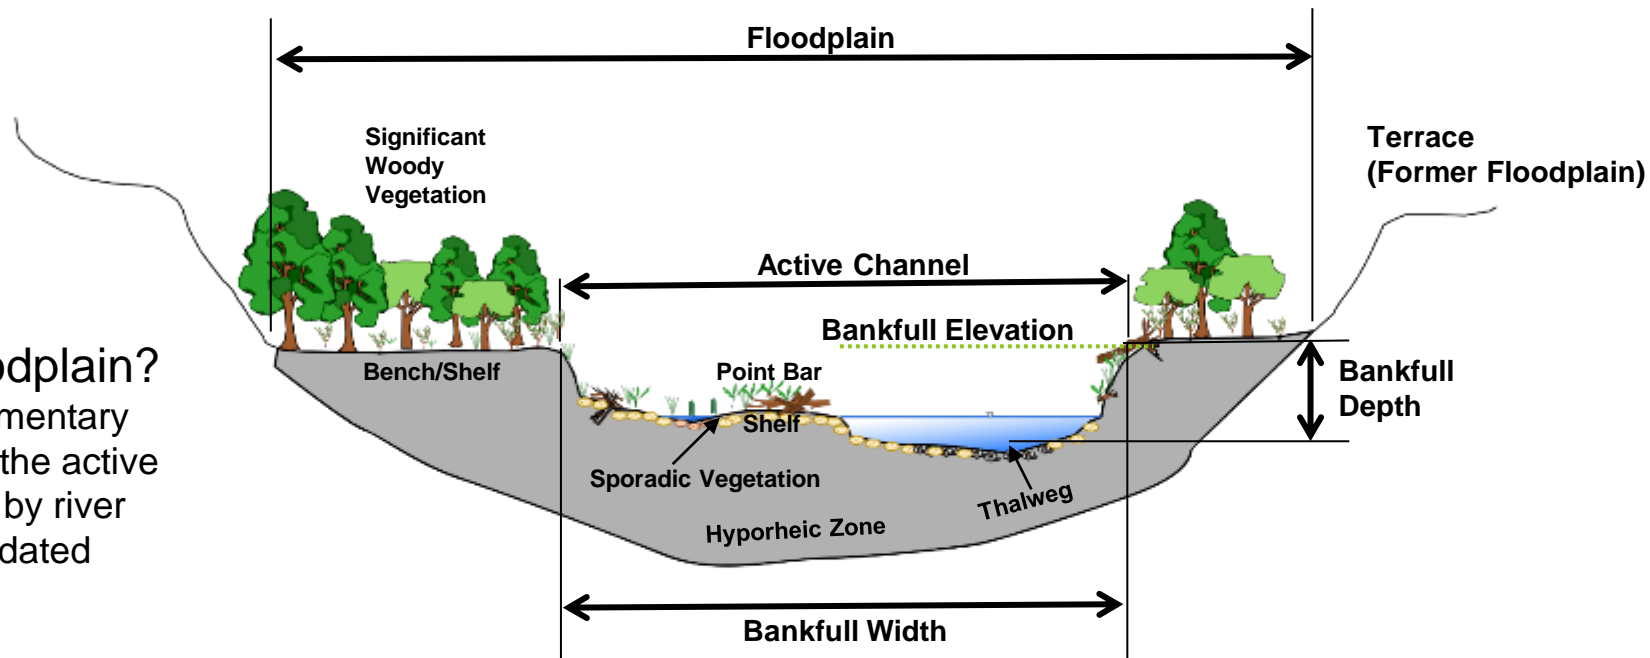 Floodplain
Significant
Woody
Vegetation
Terrace
(Former Floodplain)
Active Channel
Bankfull Elevation
Bench/Shelf
Point Bar
Shelf
Bankfull
Depth
Sporadic Vegetation
Thalweg
Hyporheic Zone
Bankfull Width
odplain?
mentary
the active
by river
dated